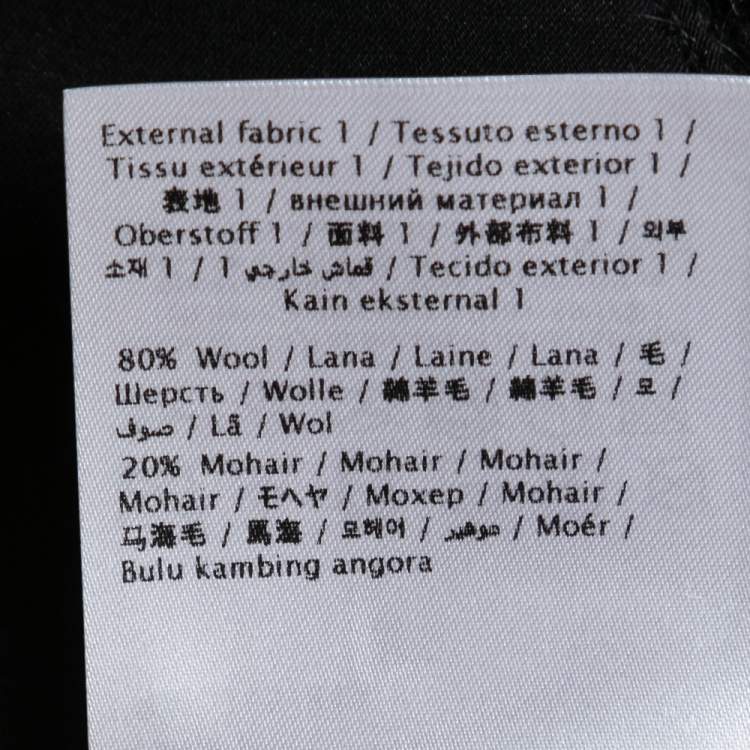 External fabric 1 / Tessuto esterno 1 /
Tissu extérieur 1 / Tejido exterior 1 /
表地 1 / внешний материал 1 /
Oberstoff 1 / 面料 1 / 外部布料 1 / 외부
소재 1 / 1 قماش خارجي / Tecido exterior 1 /
Kain eksternal 1
80% Wool / Lana / Laine / Lana / 毛 /
Шерсть / Wolle / 綿羊毛 / 綿羊毛 / 모 /
صوف / Lã / Wol
20% Mohair / Mohair / Mohair /
Mohair / モヘヤ / Мохер / Mohair /
马海毛 / 馬海 / 모헤어 / موهير / Moér /
Bulu kambing angora